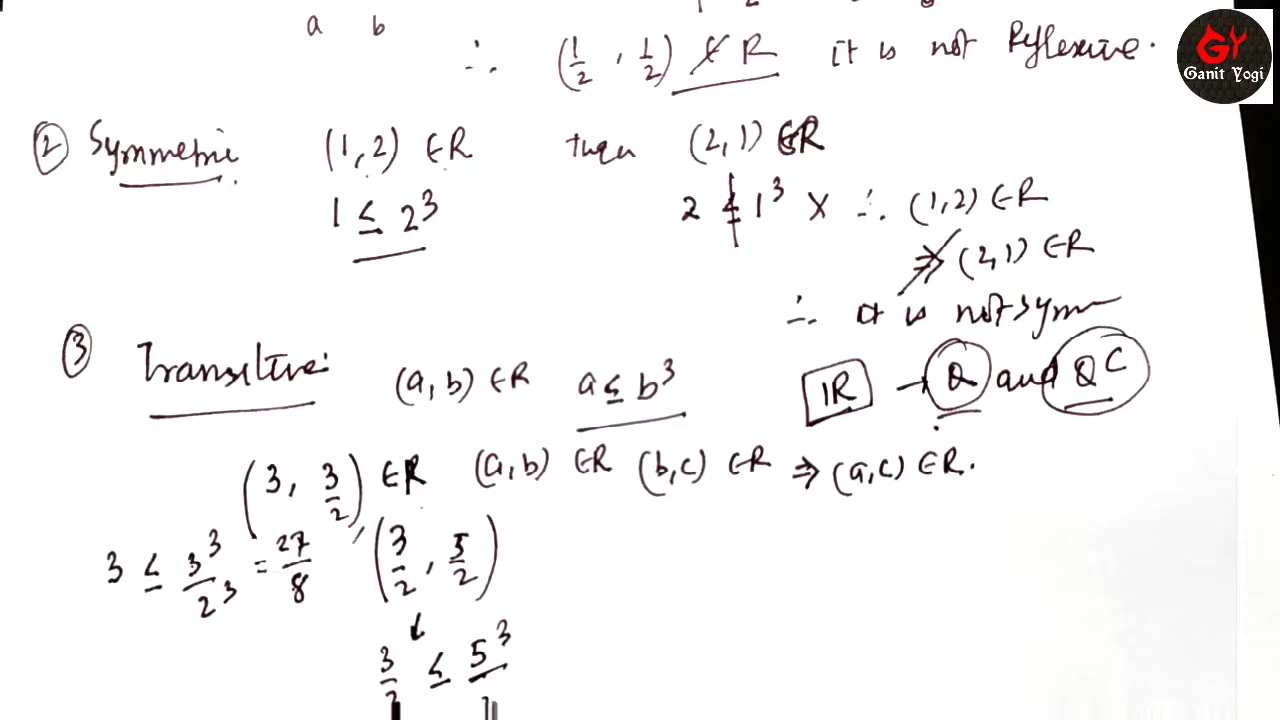 a b
∴ (1/2, 1/2) ∉ R It is not Reflexive.
② Symmetric (1,2) ∈R then (2,1) ∈R
1 ≤ 2³ 2 ≰ 1³ X ∴ (1,2) ∈R
⇏ (2,1) ∈R
∴ It is not sym
③ Transitive: (a,b) ∈R a ≤ b³ IR → Q and Q^C
(3, 3/2) ∈R (a,b) ∈R (b,c) ∈R ⇒ (a,c) ∈R.
3 ≤ 3³/2³ = 27/8, (3/2, 5/2)
3/2 ≤ 5³
GY
Ganit Yogi